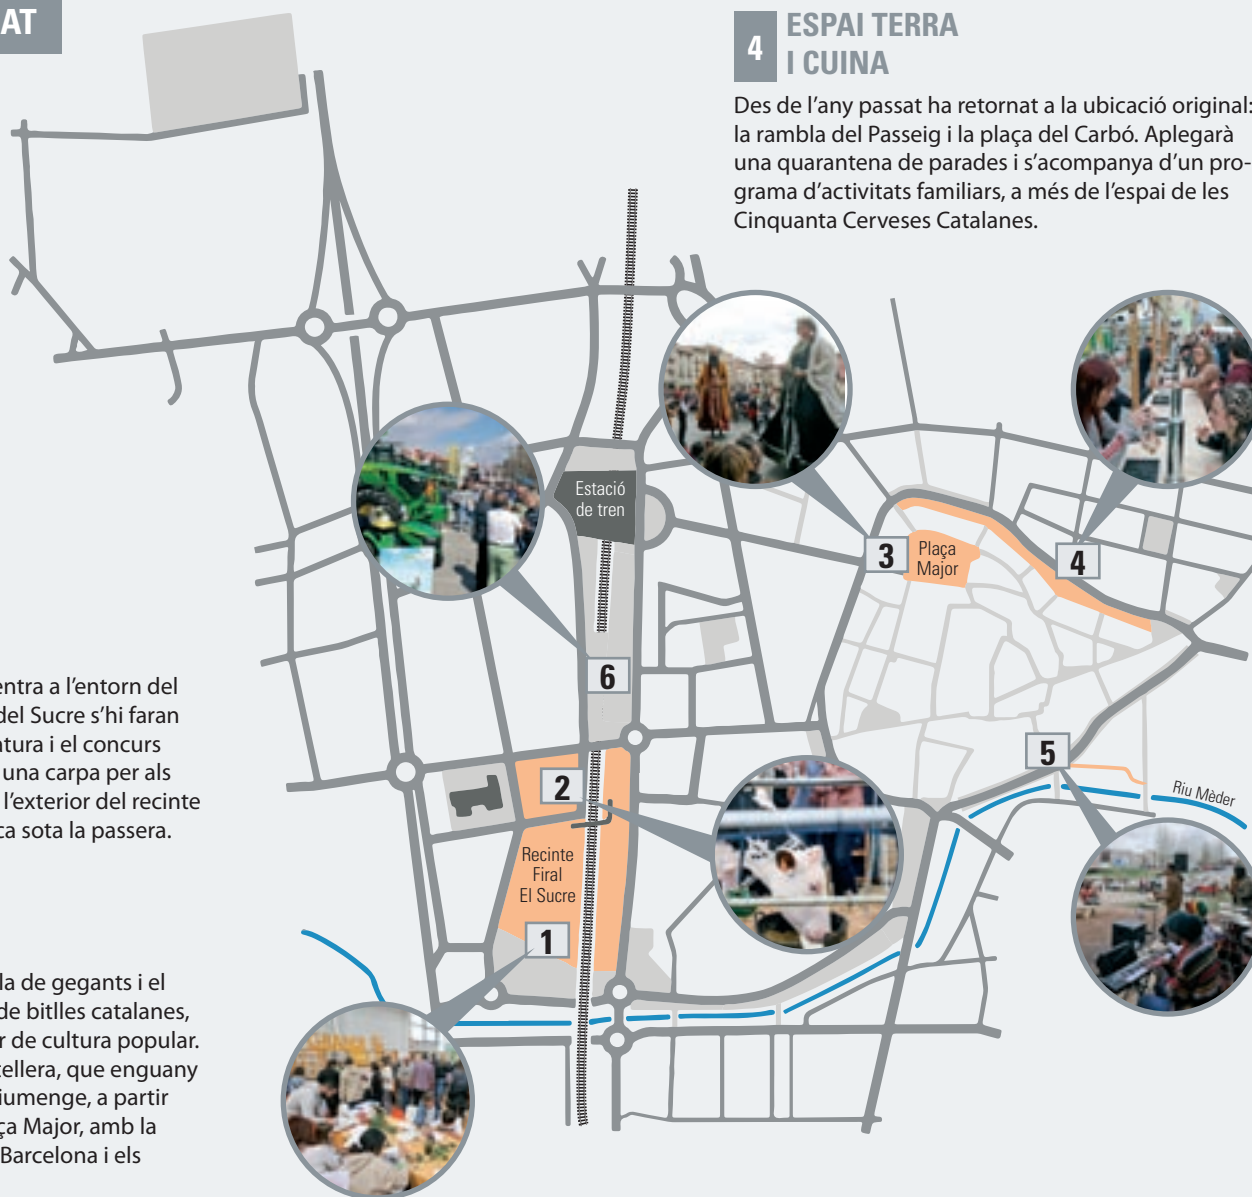 AT
4
ESPAI TERRA
I CUINA
Des de l'any passat ha retornat a la ubicació original:
la rambla del Passeig i la plaça del Carbó. Aplegarà
una quarantena de parades i s'acompanya d'un pro-
grama d'activitats familiars, a més de l'espai de les
Cinquanta Cerveses Catalanes.
Estació
de tren
3
Plaça
Major
4
6
5
Riu Mèder
2
Recinte
Firal
El Sucre
1
entra a l'entorn del
del Sucre s'hi faran
atura i el concurs
una carpa per als
l'exterior del recinte
ca sota la passera.
la de gegants i el
de bitlles catalanes,
r de cultura popular.
tellera, que enguany
iumenge, a partir
ça Major, amb la
Barcelona i els